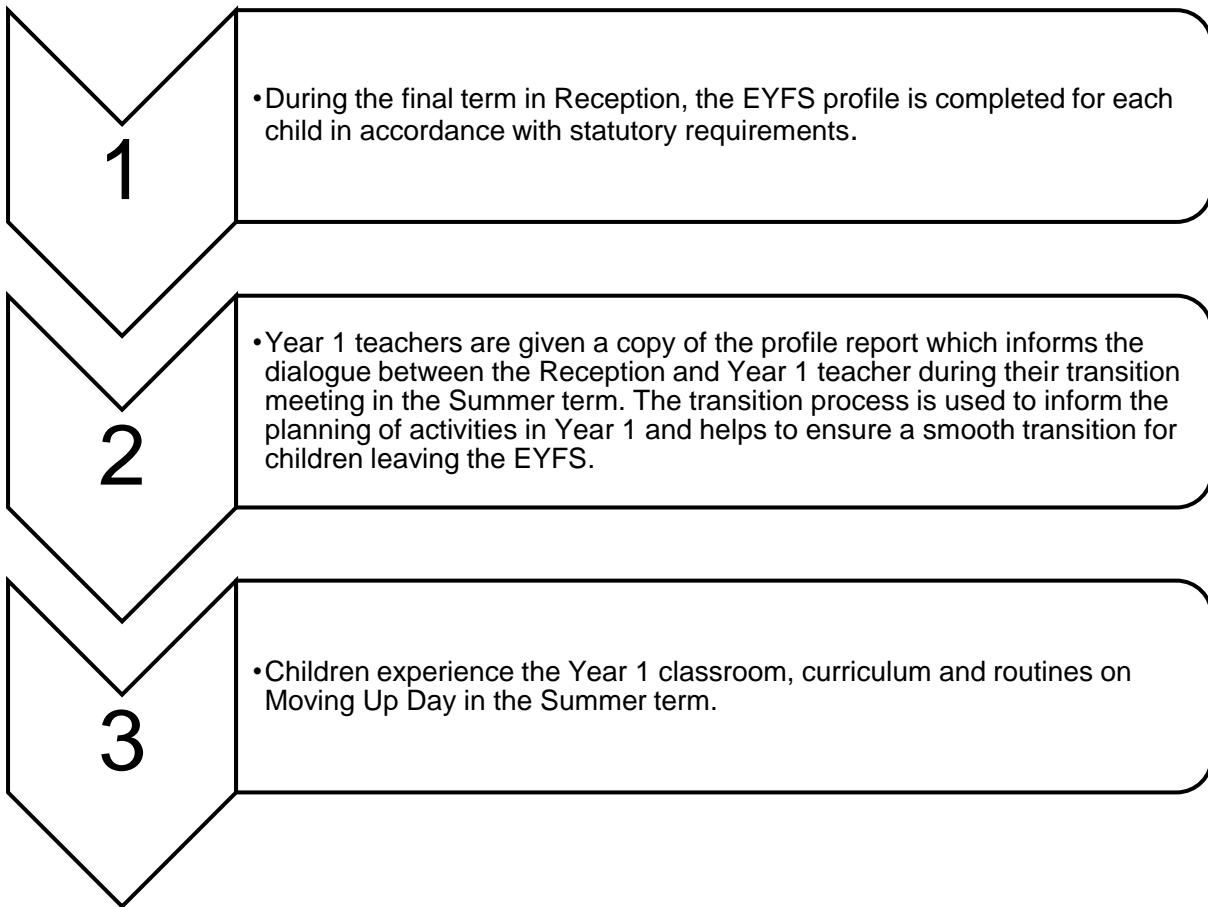 1
•During the final term in Reception, the EYFS profile is completed for each
child in accordance with statutory requirements.
2
•Year 1 teachers are given a copy of the profile report which informs the
dialogue between the Reception and Year 1 teacher during their transition
meeting in the Summer term. The transition process is used to inform the
planning of activities in Year 1 and helps to ensure a smooth transition for
children leaving the EYFS.
3
•Children experience the Year 1 classroom, curriculum and routines on
Moving Up Day in the Summer term.